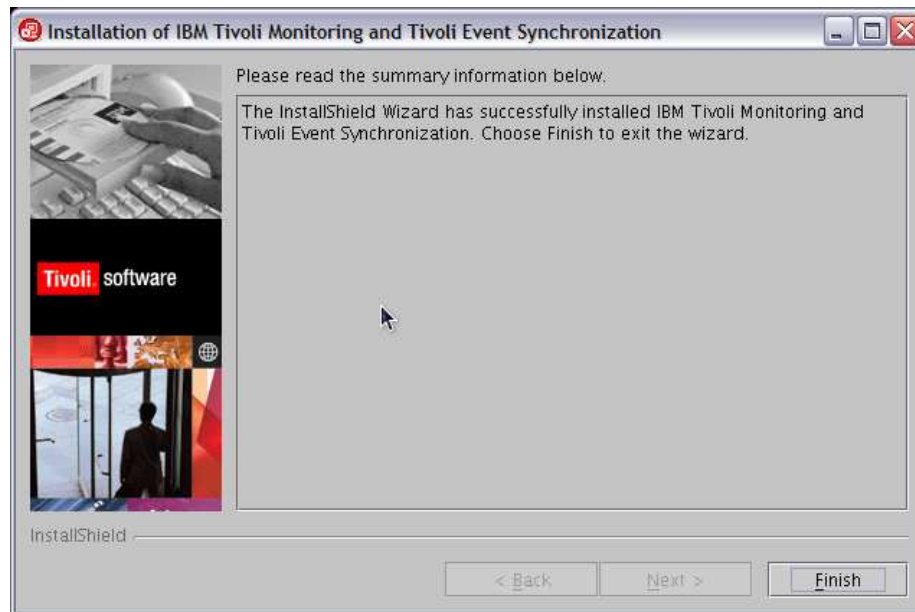 Installation of IBM Tivoli Monitoring and Tivoli Event Synchronization
Please read the summary information below.
The InstallShield Wizard has successfully installed IBM Tivoli Monitoring and
Tivoli Event Synchronization. Choose Finish to exit the wizard.
Tivoli. software
InstallShield
< Back
Next >
Finish